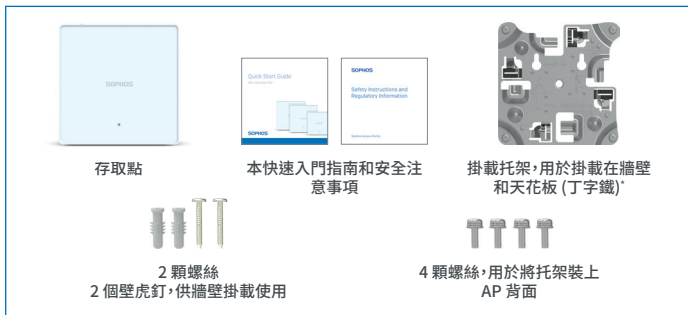 SOPHOS
Quick Start Guide
SOPHOS
SOPHOS
Safety Instructions and
Regulatory Information
存取點
本快速入門指南和安全注
意事項
掛載托架,用於掛載在牆壁
和天花板 (丁字鐵)*
2 顆螺絲
2 個壁虎釘,供牆壁掛載使用
4 顆螺絲,用於將托架裝上
AP 背面